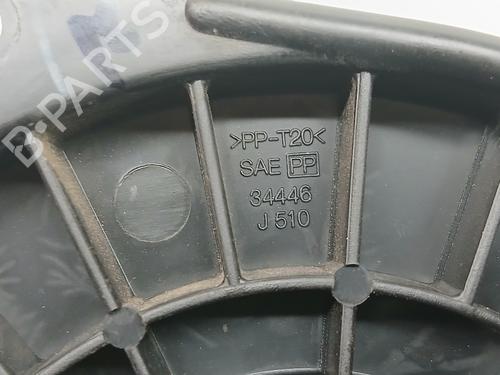 B-PARTS
>PP-T20<
SAE PP
34446
J 510